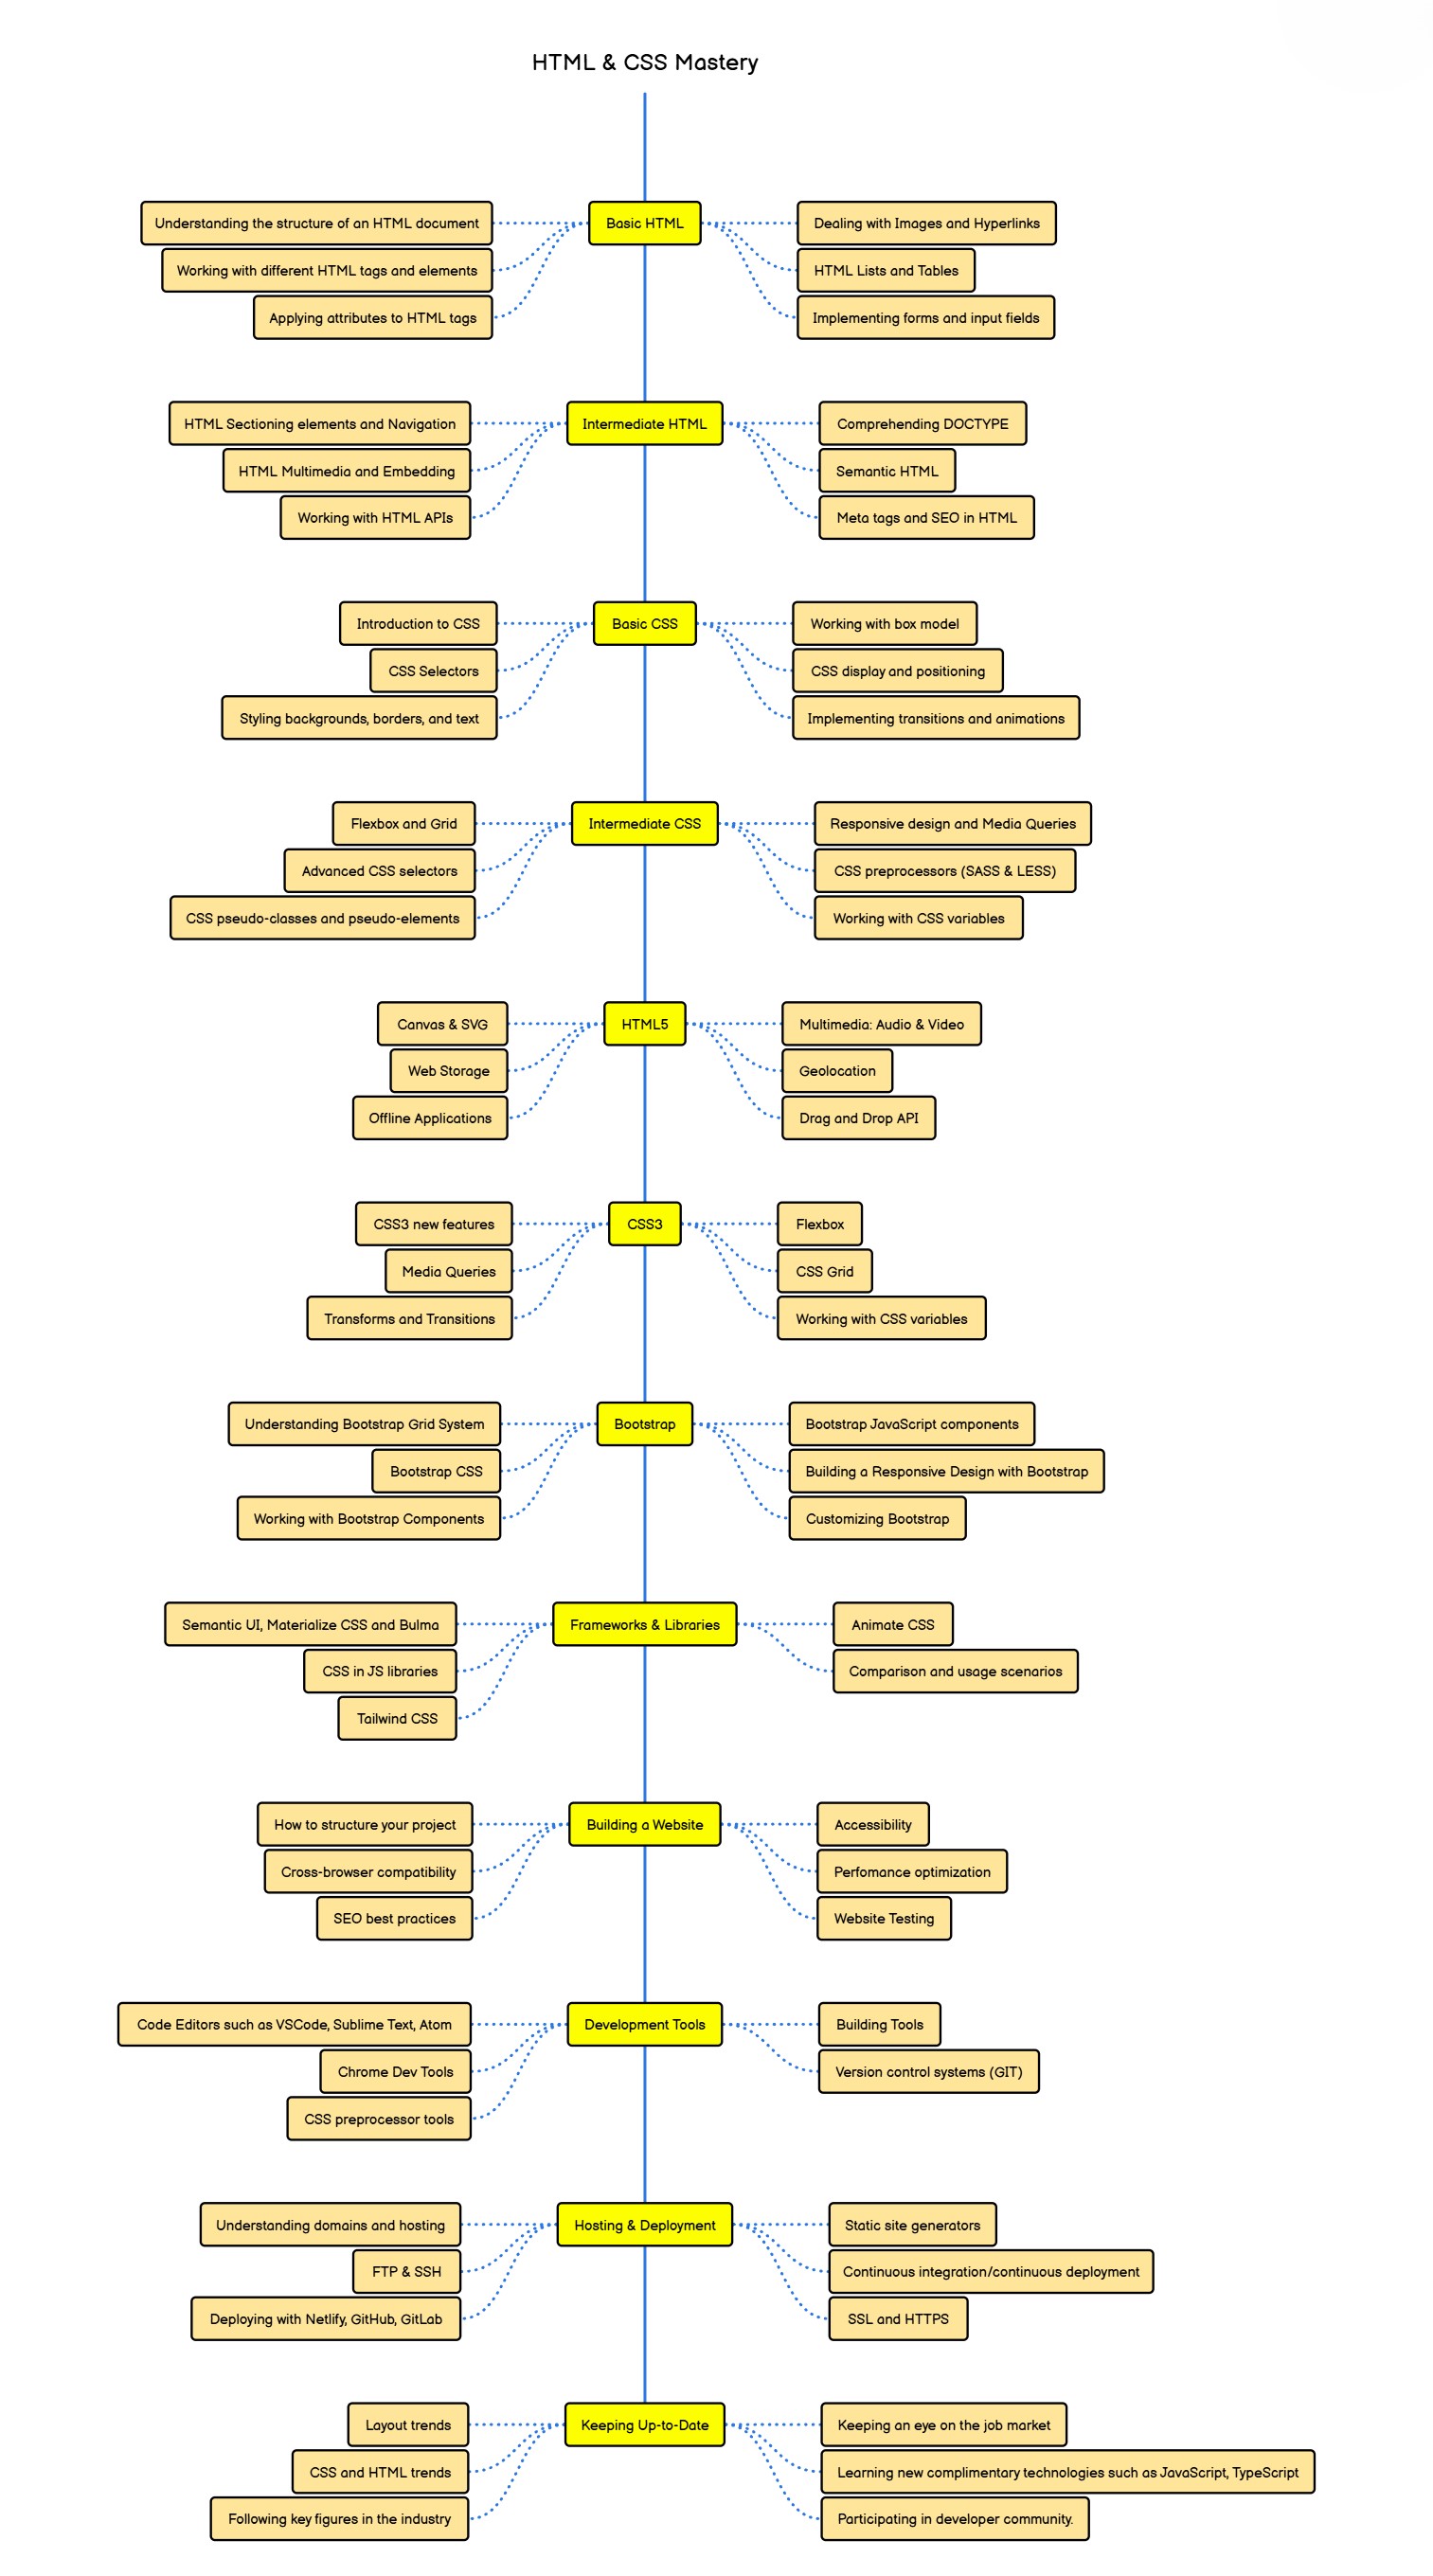 HTML & CSS Mastery
Basic HTML
Understanding the structure of an HTML document
Working with different HTML tags and elements
Applying attributes to HTML tags
Dealing with Images and Hyperlinks
HTML Lists and Tables
Implementing forms and input fields
Intermediate HTML
HTML Sectioning elements and Navigation
HTML Multimedia and Embedding
Working with HTML APIs
Comprehending DOCTYPE
Semantic HTML
Meta tags and SEO in HTML
Basic CSS
Introduction to CSS
CSS Selectors
Styling backgrounds, borders, and text
Working with box model
CSS display and positioning
Implementing transitions and animations
Intermediate CSS
Flexbox and Grid
Advanced CSS selectors
CSS pseudo-classes and pseudo-elements
Responsive design and Media Queries
CSS preprocessors (SASS & LESS)
Working with CSS variables
HTML5
Canvas & SVG
Web Storage
Offline Applications
Multimedia: Audio & Video
Geolocation
Drag and Drop API
CSS3
CSS3 new features
Media Queries
Transforms and Transitions
Flexbox
CSS Grid
Working with CSS variables
Bootstrap
Understanding Bootstrap Grid System
Bootstrap CSS
Working with Bootstrap Components
Bootstrap JavaScript components
Building a Responsive Design with Bootstrap
Customizing Bootstrap
Frameworks & Libraries
Semantic UI, Materialize CSS and Bulma
CSS in JS libraries
Tailwind CSS
Animate CSS
Comparison and usage scenarios
Building a Website
How to structure your project
Cross-browser compatibility
SEO best practices
Accessibility
Perfomance optimization
Website Testing
Development Tools
Code Editors such as VSCode, Sublime Text, Atom
Chrome Dev Tools
CSS preprocessor tools
Building Tools
Version control systems (GIT)
Hosting & Deployment
Understanding domains and hosting
FTP & SSH
Deploying with Netlify, GitHub, GitLab
Static site generators
Continuous integration/continuous deployment
SSL and HTTPS
Keeping Up-to-Date
Layout trends
CSS and HTML trends
Following key figures in the industry
Keeping an eye on the job market
Learning new complimentary technologies such as JavaScript, TypeScript
Participating in developer community.